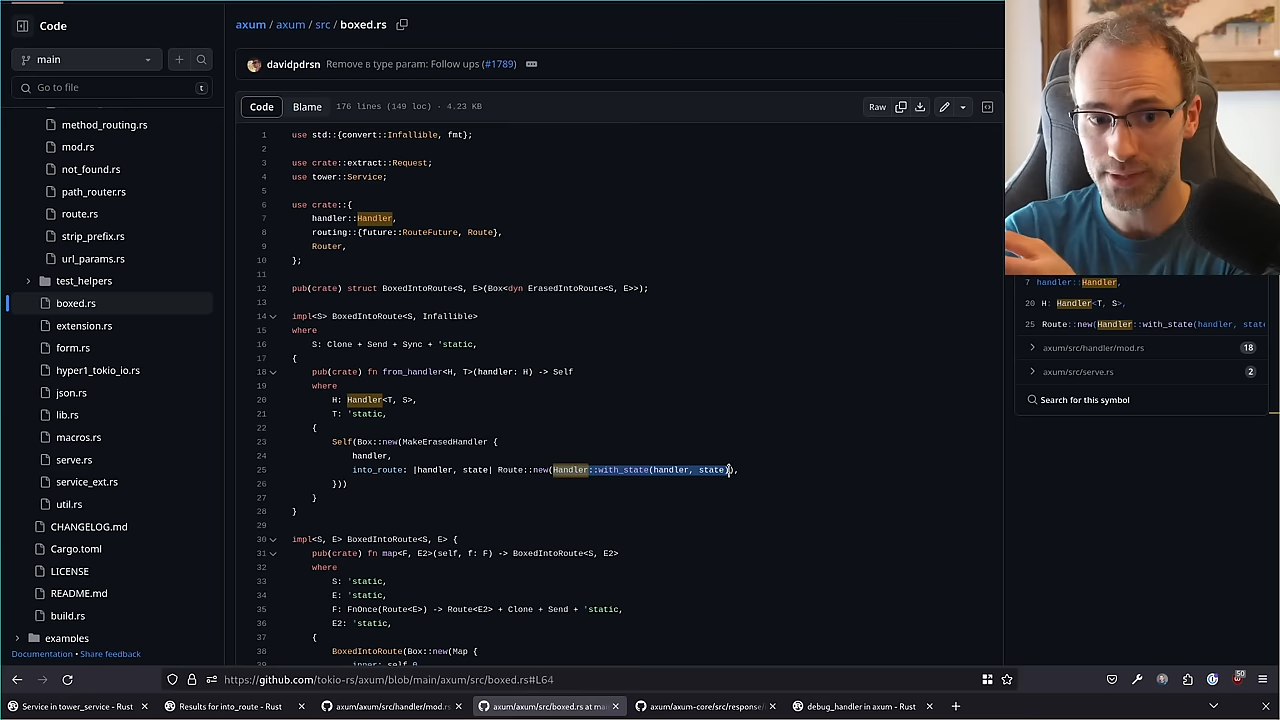 Code
axum / axum / src / boxed.rs
main
Go to file
t
davidpdrsn Remove B type param: Follow ups (#1789)
Code
Blame
176 lines (149 loc) · 4.23 KB
Raw
method_routing.rs
mod.rs
not_found.rs
path_router.rs
route.rs
strip_prefix.rs
url_params.rs
test_helpers
boxed.rs
extension.rs
form.rs
hyper1_tokio_io.rs
json.rs
lib.rs
macros.rs
serve.rs
service_ext.rs
util.rs
CHANGELOG.md
Cargo.toml
LICENSE
README.md
build.rs
examples
Documentation • Share feedback
1 use std::{convert::Infallible, fmt};
2
3 use crate::extract::Request;
4 use tower::Service;
5
6 use crate::{
7 handler::Handler,
8 routing::{future::RouteFuture, Route},
9 Router,
10 };
11
12 pub(crate) struct BoxedIntoRoute<S, E>(Box<dyn ErasedIntoRoute<S, E>>);
13
14 impl<S> BoxedIntoRoute<S, Infallible>
15 where
16 S: Clone + Send + Sync + 'static,
17 {
18 pub(crate) fn from_handler<H, T>(handler: H) -> Self
19 where
20 H: Handler<T, S>,
21 T: 'static,
22 {
23 Self(Box::new(MakeErasedHandler {
24 handler,
25 into_route: |handler, state| Route::new(Handler::with_state(handler, state)),
26 }))
27 }
28 }
29
30 impl<S, E> BoxedIntoRoute<S, E> {
31 pub(crate) fn map<F, E2>(self, f: F) -> BoxedIntoRoute<S, E2>
32 where
33 S: 'static,
34 E: 'static,
35 F: FnOnce(Route<E>) -> Route<E2> + Clone + Send + 'static,
36 E2: 'static,
37 {
38 BoxedIntoRoute(Box::new(Map {
39 inner: self.0,
7 handler::Handler,
20 H: Handler<T, S>,
25 Route::new(Handler::with_state(handler, state
axum/src/handler/mod.rs 18
axum/src/serve.rs 2
Search for this symbol
https://github.com/tokio-rs/axum/blob/main/axum/src/boxed.rs#L64
50
Service in tower_service - Rust
Results for into_route - Rust
axum/axum/src/handler/mod.rs
axum/axum/src/boxed.rs at ma
axum/axum-core/src/response/
debug_handler in axum - Rust